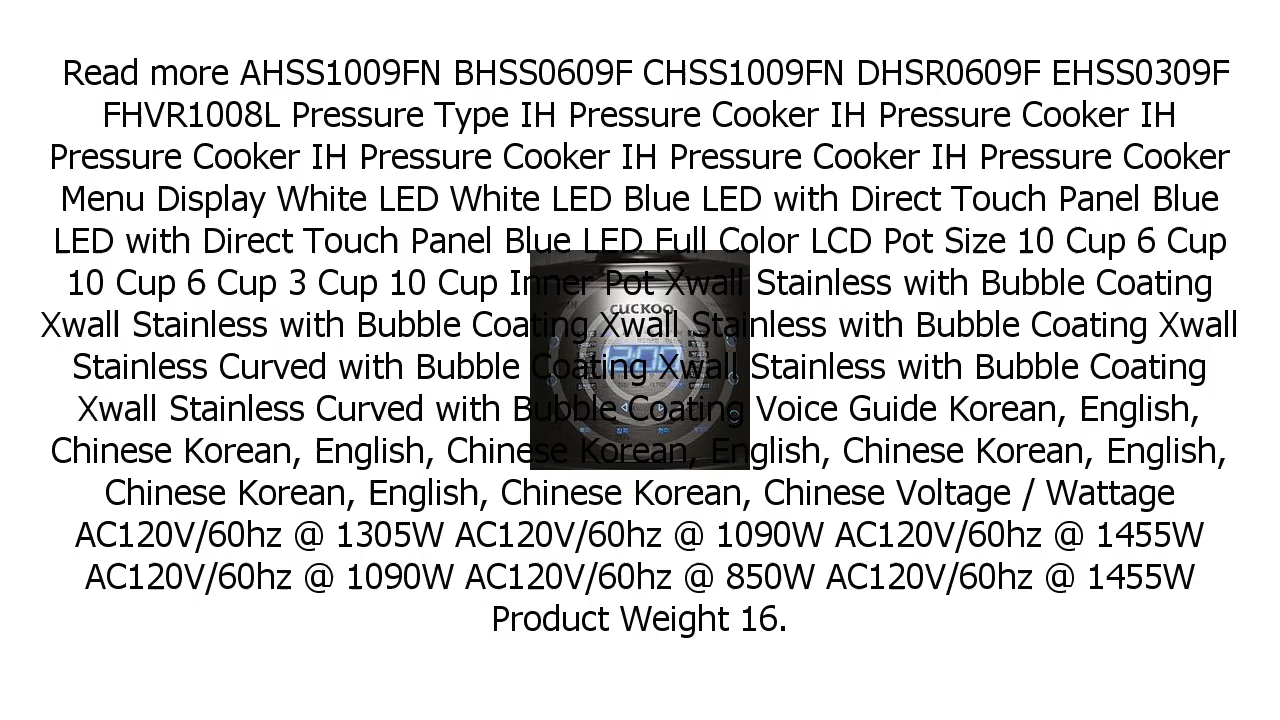 Read more AHSS1009FN BHSS0609F CHSS1009FN DHSR0609F EHSS0309F
FHVR1008L Pressure Type IH Pressure Cooker IH Pressure Cooker IH
Pressure Cooker IH Pressure Cooker IH Pressure Cooker IH Pressure Cooker
Menu Display White LED White LED Blue LED with Direct Touch Panel Blue
LED with Direct Touch Panel Blue LED Full Color LCD Pot Size 10 Cup 6 Cup
10 Cup 6 Cup 3 Cup 10 Cup Inner Pot Xwall Stainless with Bubble Coating
CUCKOO
Xwall Stainless with Bubble Coating Xwall Stainless with Bubble Coating Xwall
Stainless Curved with Bubble Coating Xwall Stainless with Bubble Coating
Xwall Stainless Curved with Bubble Coating Voice Guide Korean, English,
Chinese Korean, English, Chinese Korean, English, Chinese Korean, English,
Chinese Korean, English, Chinese Korean, Chinese Voltage / Wattage
AC120V/60hz @ 1305W AC120V/60hz @ 1090W AC120V/60hz @ 1455W
AC120V/60hz @ 1090W AC120V/60hz @ 850W AC120V/60hz @ 1455W
Product Weight 16.